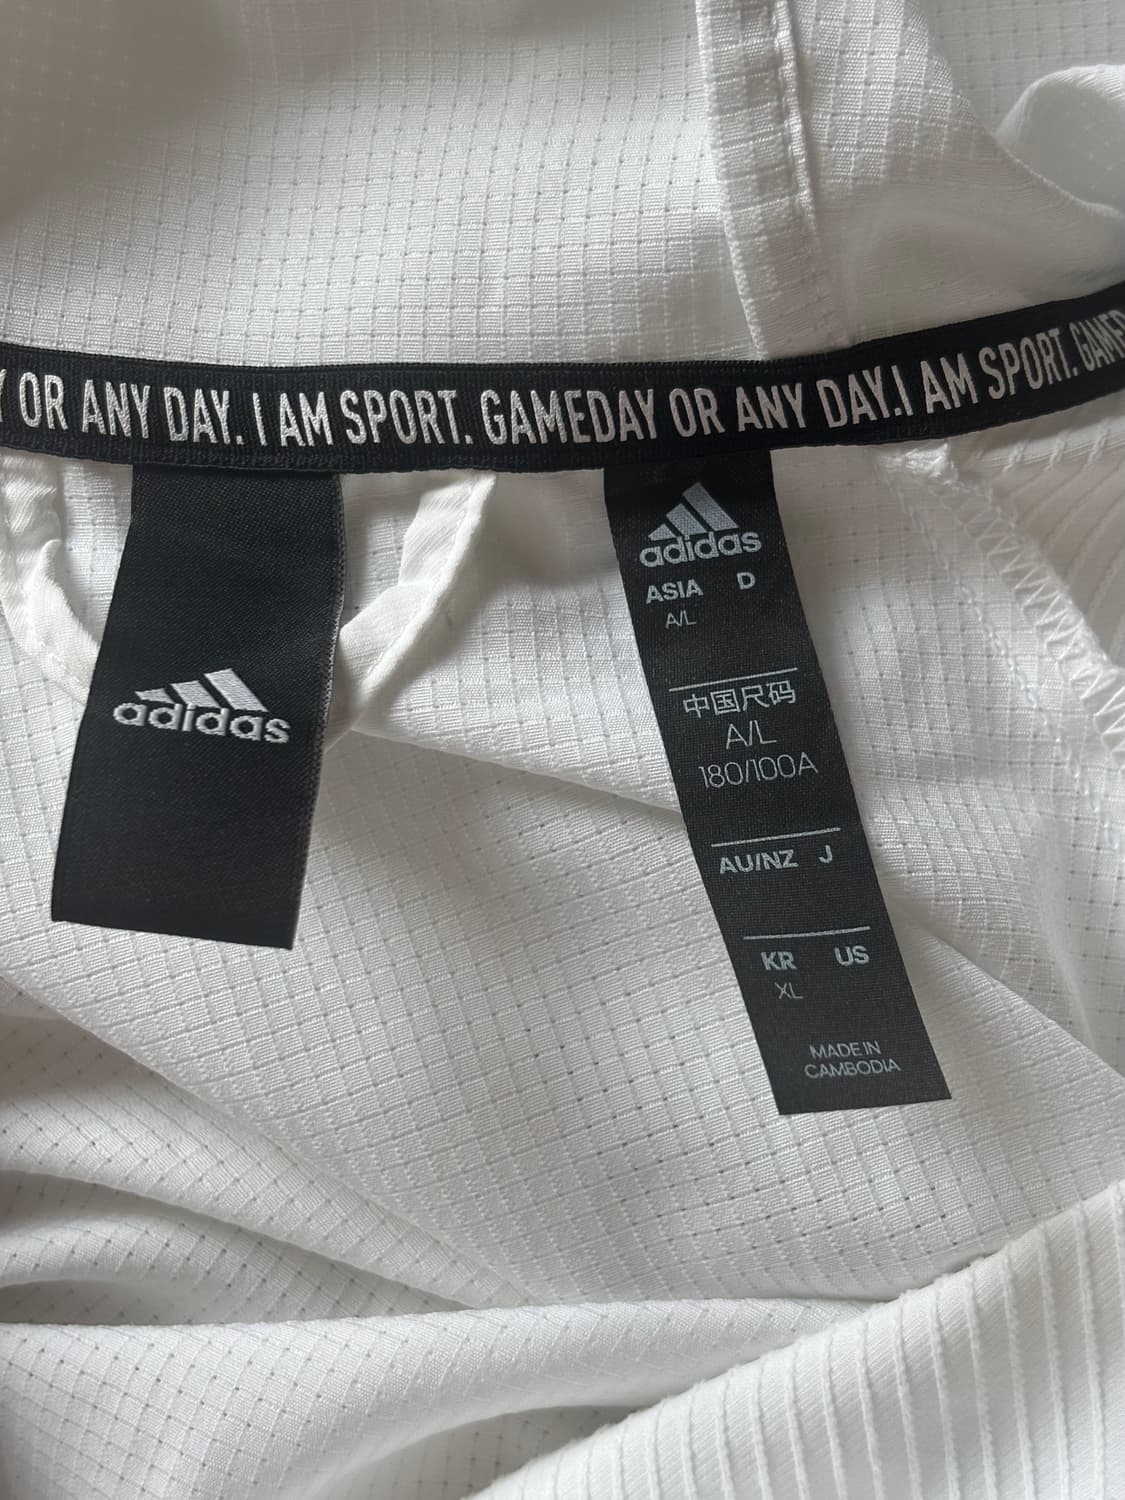 Y OR ANY DAY. I AM SPORT. GAMEDAY OR ANY DAY.I AM SPORT. GAMED
adidas
adidas
ASIA D
A/L
中国尺码
A/L
180/100A
AU/NZ J
KR US
XL
MADE IN
CAMBODIA